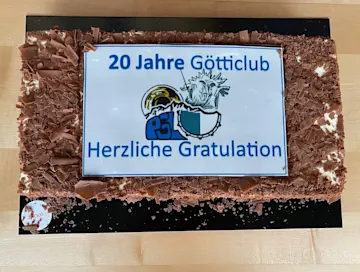 20 Jahre Götticlub
Herzliche Gratulation